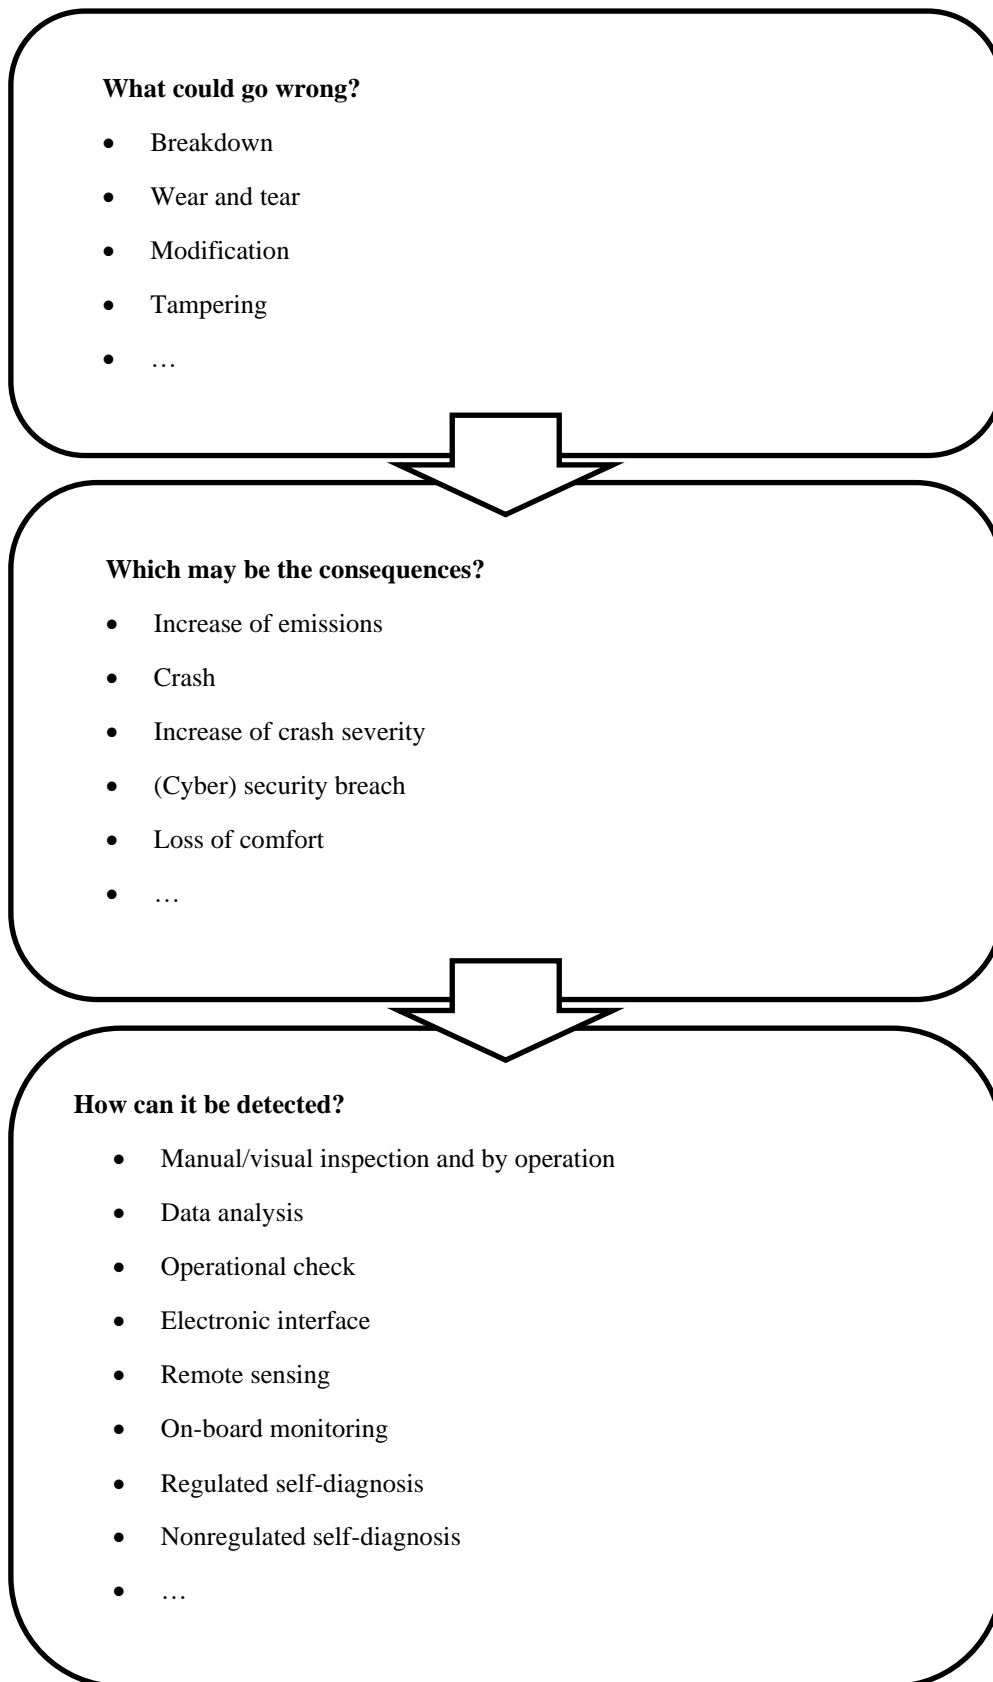 What could go wrong?
• Breakdown
• Wear and tear
• Modification
• Tampering
• …
Which may be the consequences?
• Increase of emissions
• Crash
• Increase of crash severity
• (Cyber) security breach
• Loss of comfort
• …
How can it be detected?
• Manual/visual inspection and by operation
• Data analysis
• Operational check
• Electronic interface
• Remote sensing
• On-board monitoring
• Regulated self-diagnosis
• Nonregulated self-diagnosis
• …